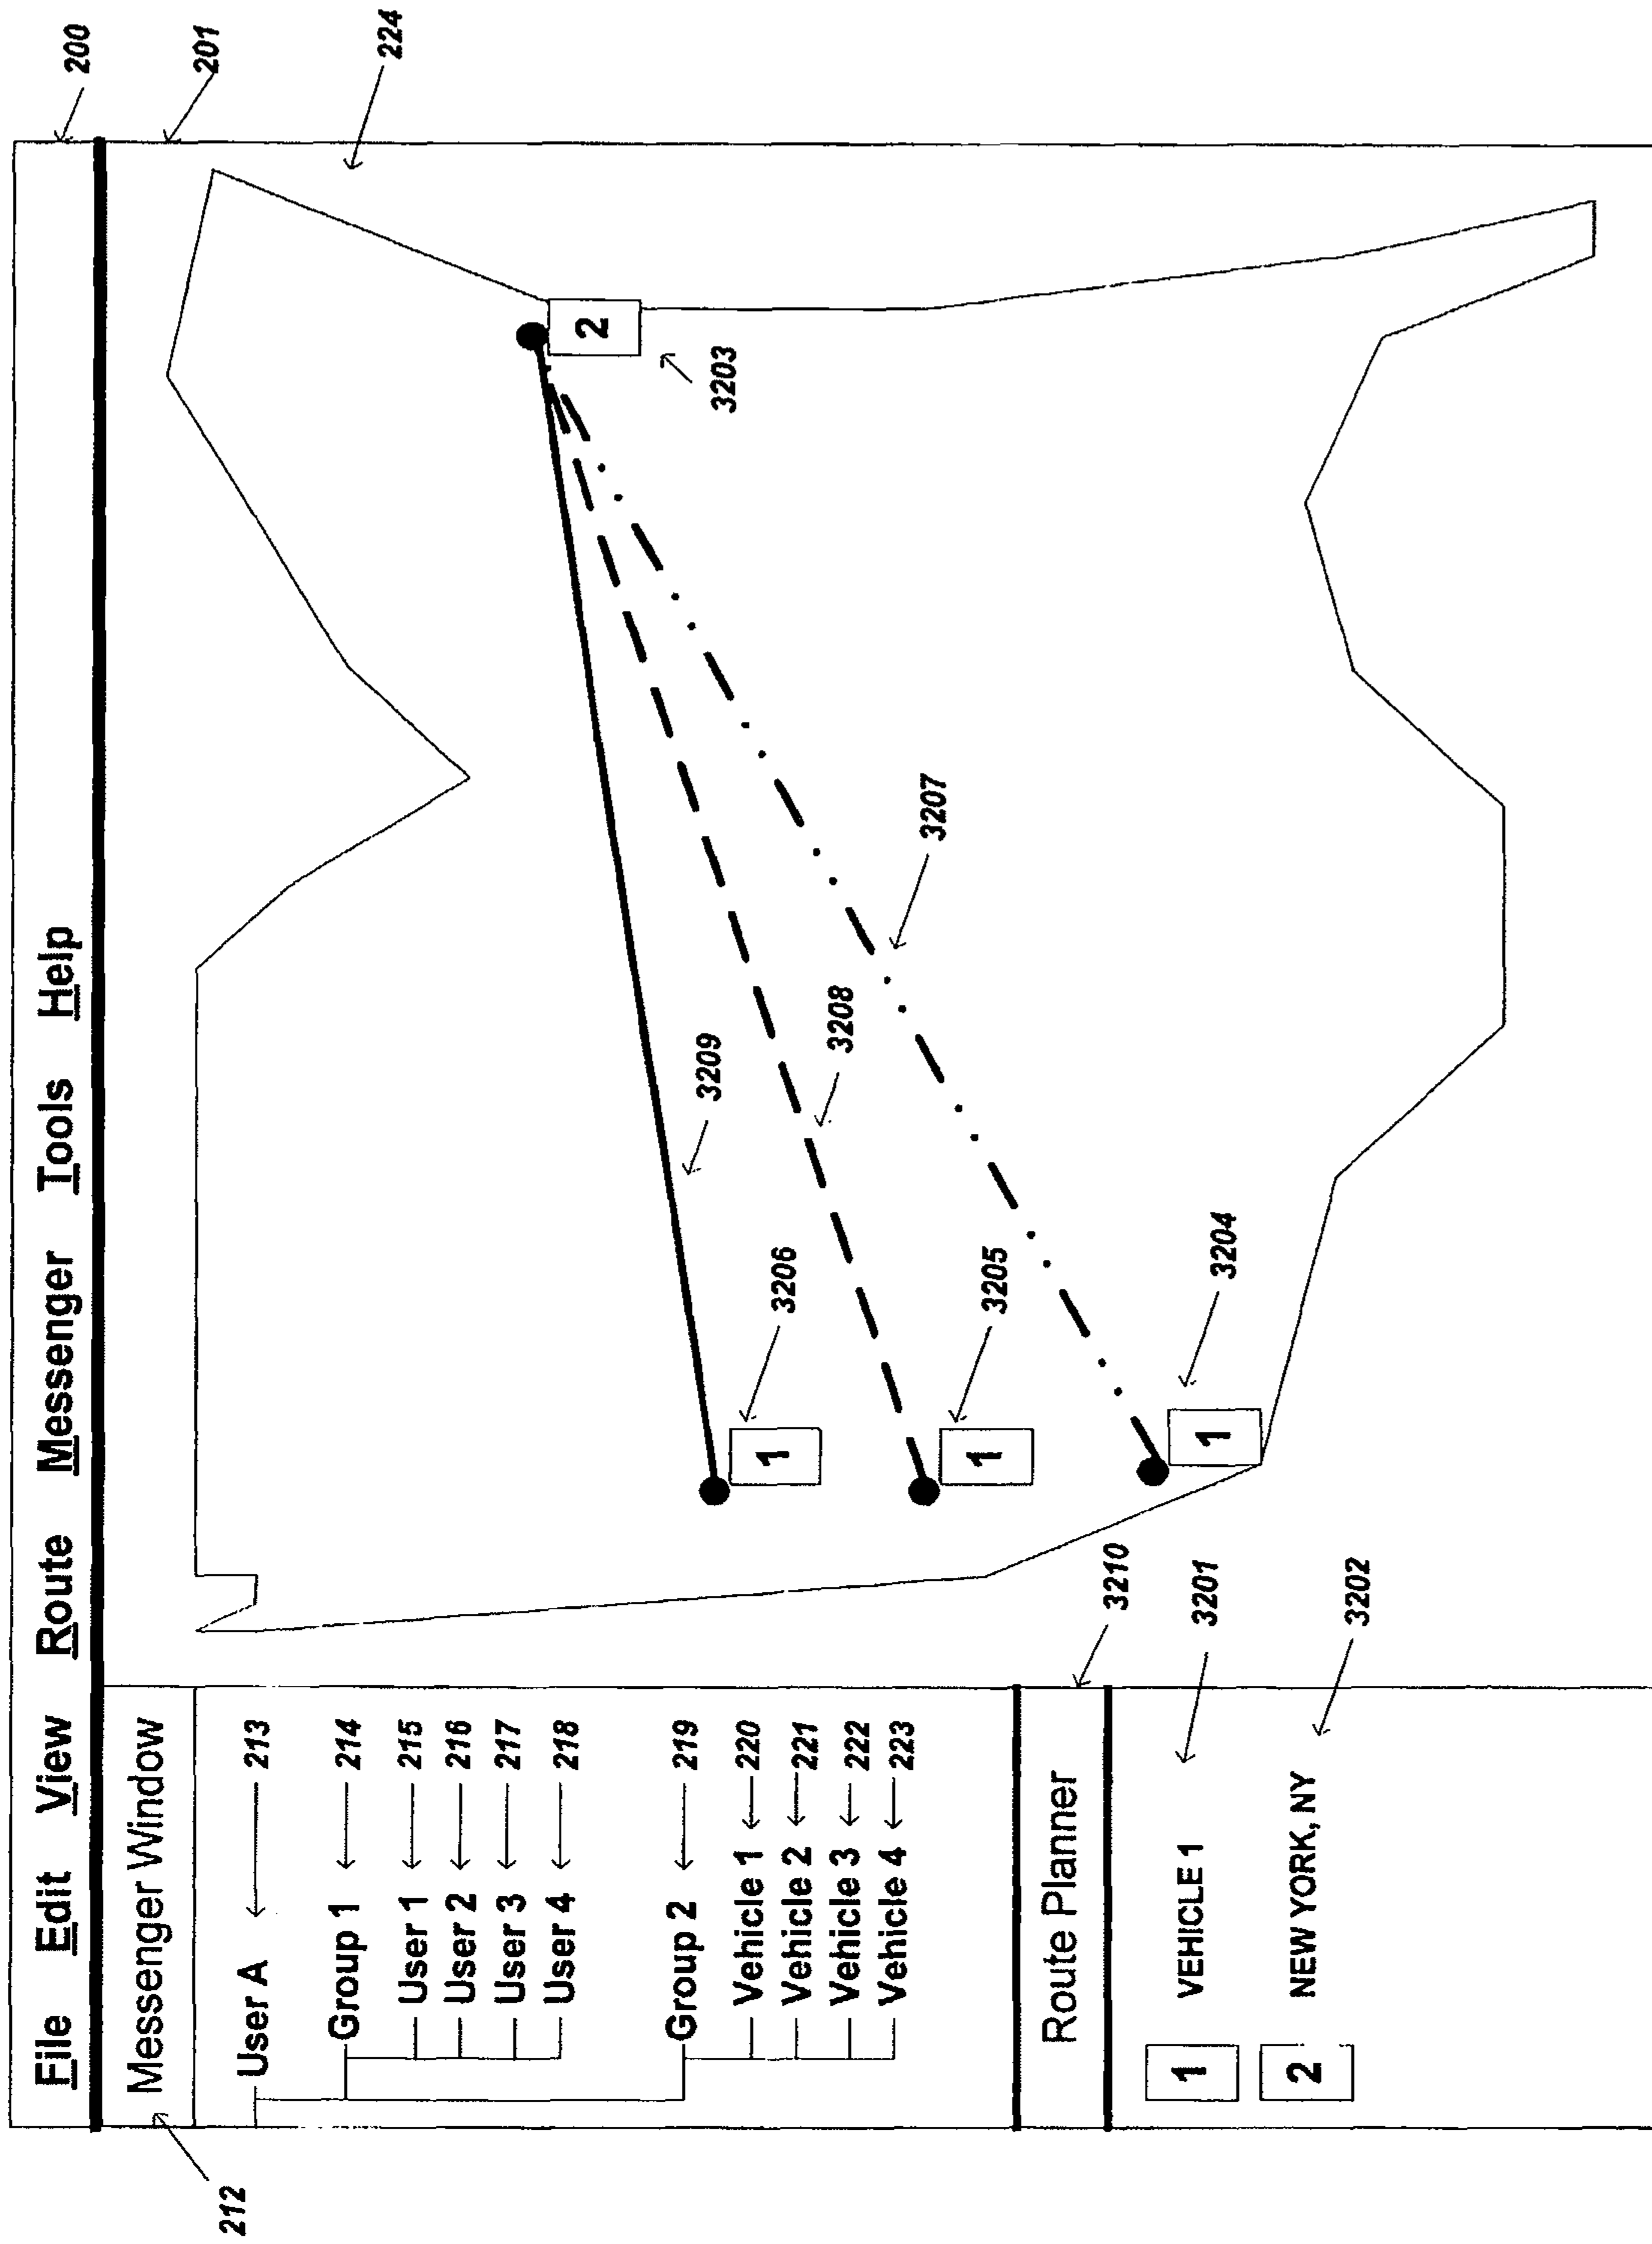 200
File Edit View Route Messenger Tools Help
201
212
Messenger Window
224
User A 213
Group 1 214
User 1 215
User 2 216
User 3 217
User 4 218
Group 2 219
Vehicle 1 220
Vehicle 2 221
Vehicle 3 222
Vehicle 4 223
2
3203
3209
3208
3207
1
3206
1
3205
1
3204
Route Planner
3210
1 VEHICLE 1
3201
2 NEW YORK, NY
3202